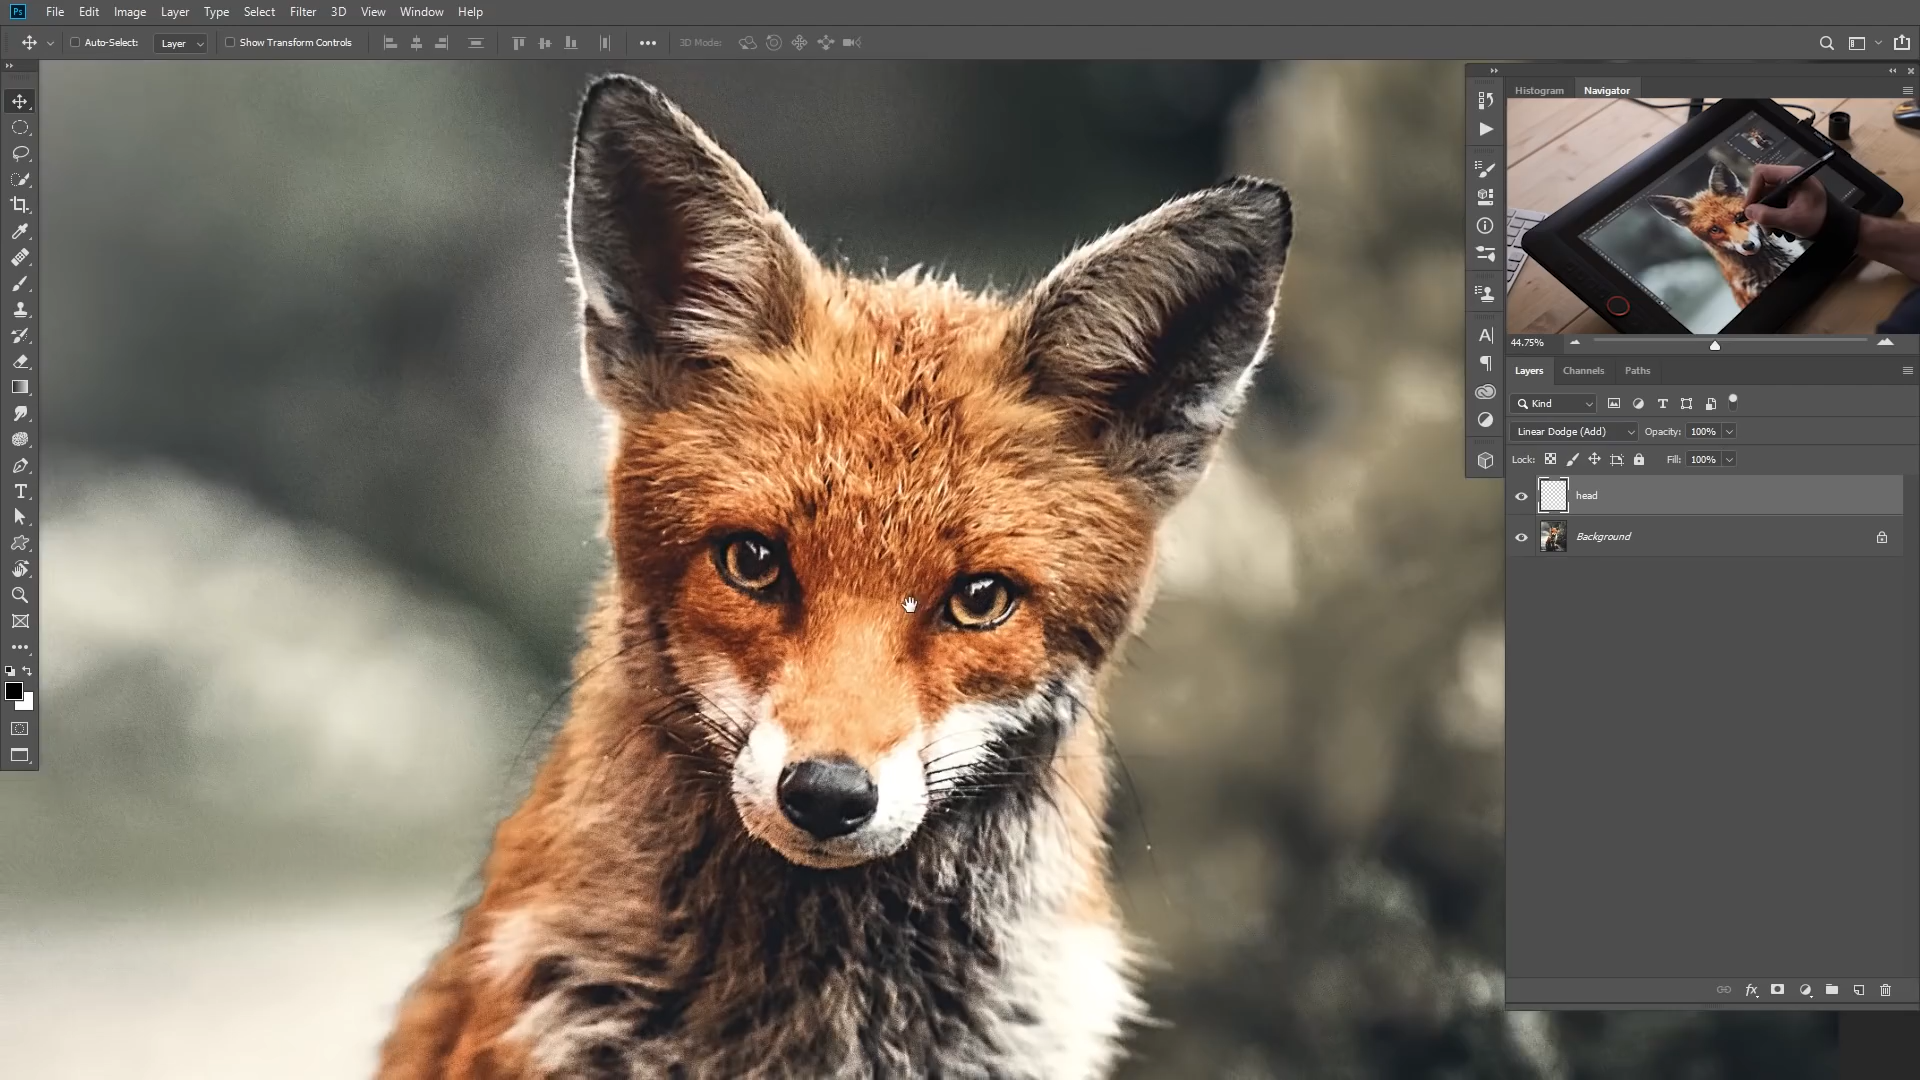 Ps File Edit Image Layer Type Select Filter 3D View Window Help
Auto-Select: Layer Show Transform Controls 3D Mode:
Histogram Navigator
44.75%
Layers Channels Paths
Kind
Linear Dodge (Add) Opacity: 100%
Lock: Fill: 100%
head
Background